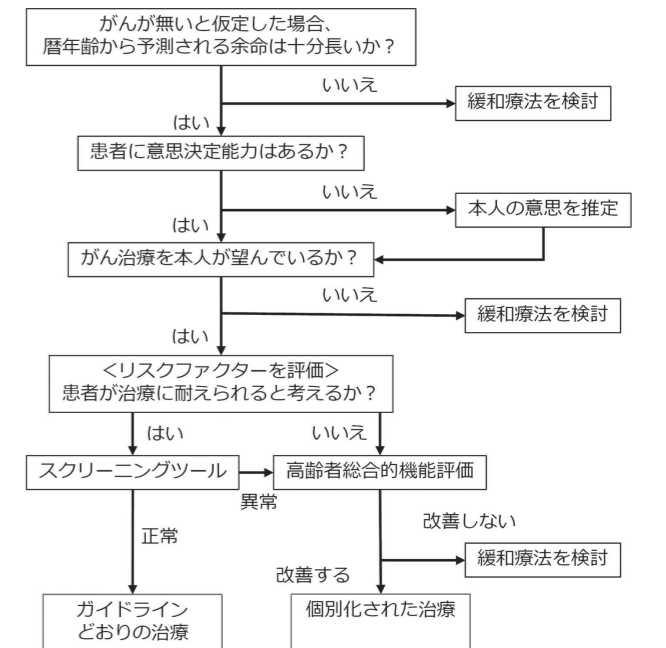 がんが無いと仮定した場合、
暦年齢から予測される余命は十分長いか？
いいえ
緩和療法を検討
はい
患者に意思決定能力はあるか？
いいえ
本人の意思を推定
はい
がん治療を本人が望んでいるか？
いいえ
緩和療法を検討
はい
＜リスクファクターを評価＞
患者が治療に耐えられると考えるか？
はい
いいえ
スクリーニングツール
異常
高齢者総合的機能評価
正常
改善しない
緩和療法を検討
改善する
ガイドライン
どおりの治療
個別化された治療